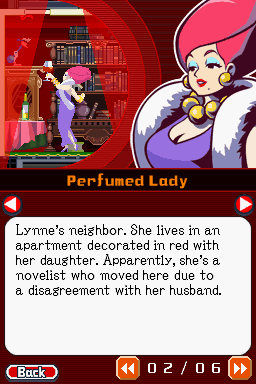 Perfumed Lady
Lynne's neighbor. She lives in an
apartment decorated in red with
her daughter. Apparently, she's a
novelist who moved here due to
a disagreement with her husband.
Back
02/06